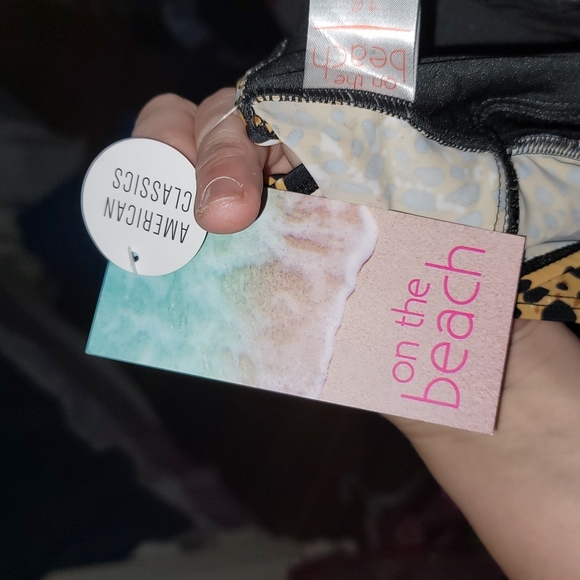 AMERICAN
CLASSICS
on the
beach
on the
beach